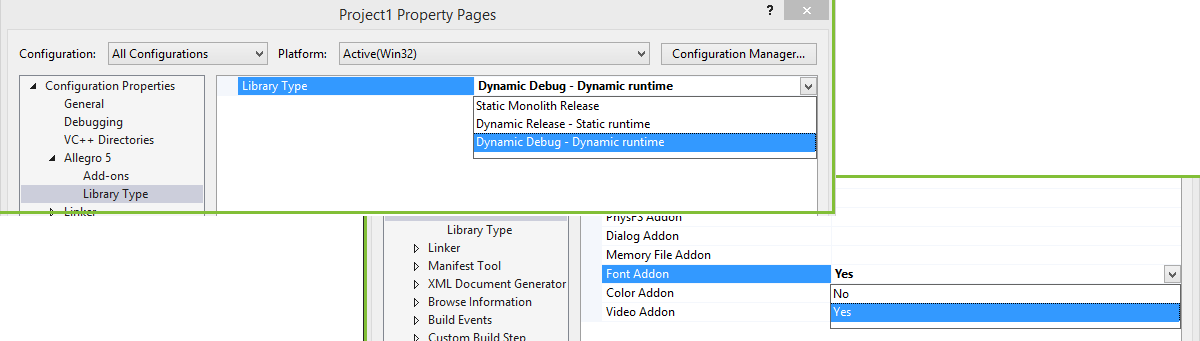 Project1 Property Pages
? ×
Configuration: All Configurations Platform: Active(Win32) Configuration Manager...
Configuration Properties
General
Debugging
VC++ Directories
Allegro 5
Add-ons
Library Type
Linker
Library Type Dynamic Debug - Dynamic runtime
Static Monolith Release
Dynamic Release - Static runtime
Dynamic Debug - Dynamic runtime
Library Type
Linker
Manifest Tool
XML Document Generator
Browse Information
Build Events
Custom Build Step
PhysFS Addon
Dialog Addon
Memory File Addon
Font Addon Yes
Color Addon
Video Addon
No
Yes